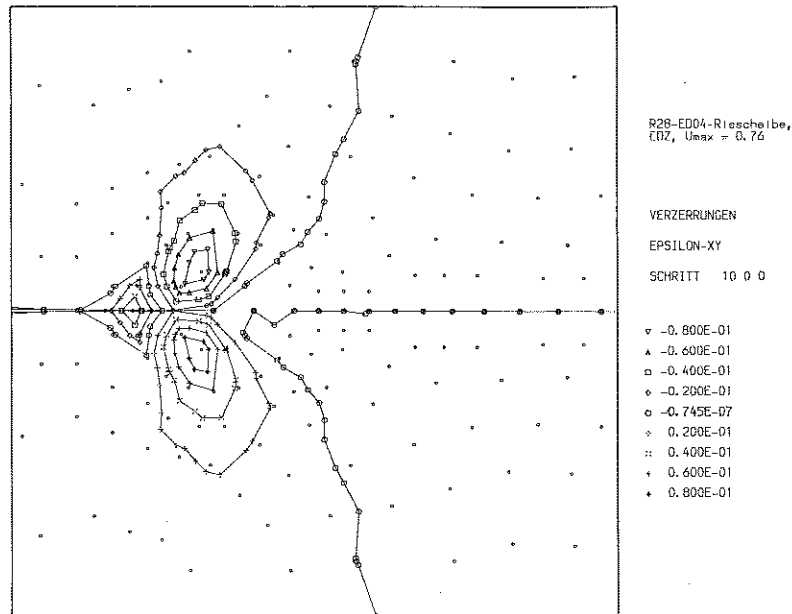 R28-ED04-Risscheibe,
EDZ, Umax = 0.76
VERZERRUNGEN
EPSILON-XY
SCHRITT 10 0 0
-0.800E-01
-0.600E-01
-0.400E-01
-0.200E-01
-0.745E-07
0.200E-01
0.400E-01
0.600E-01
0.800E-01